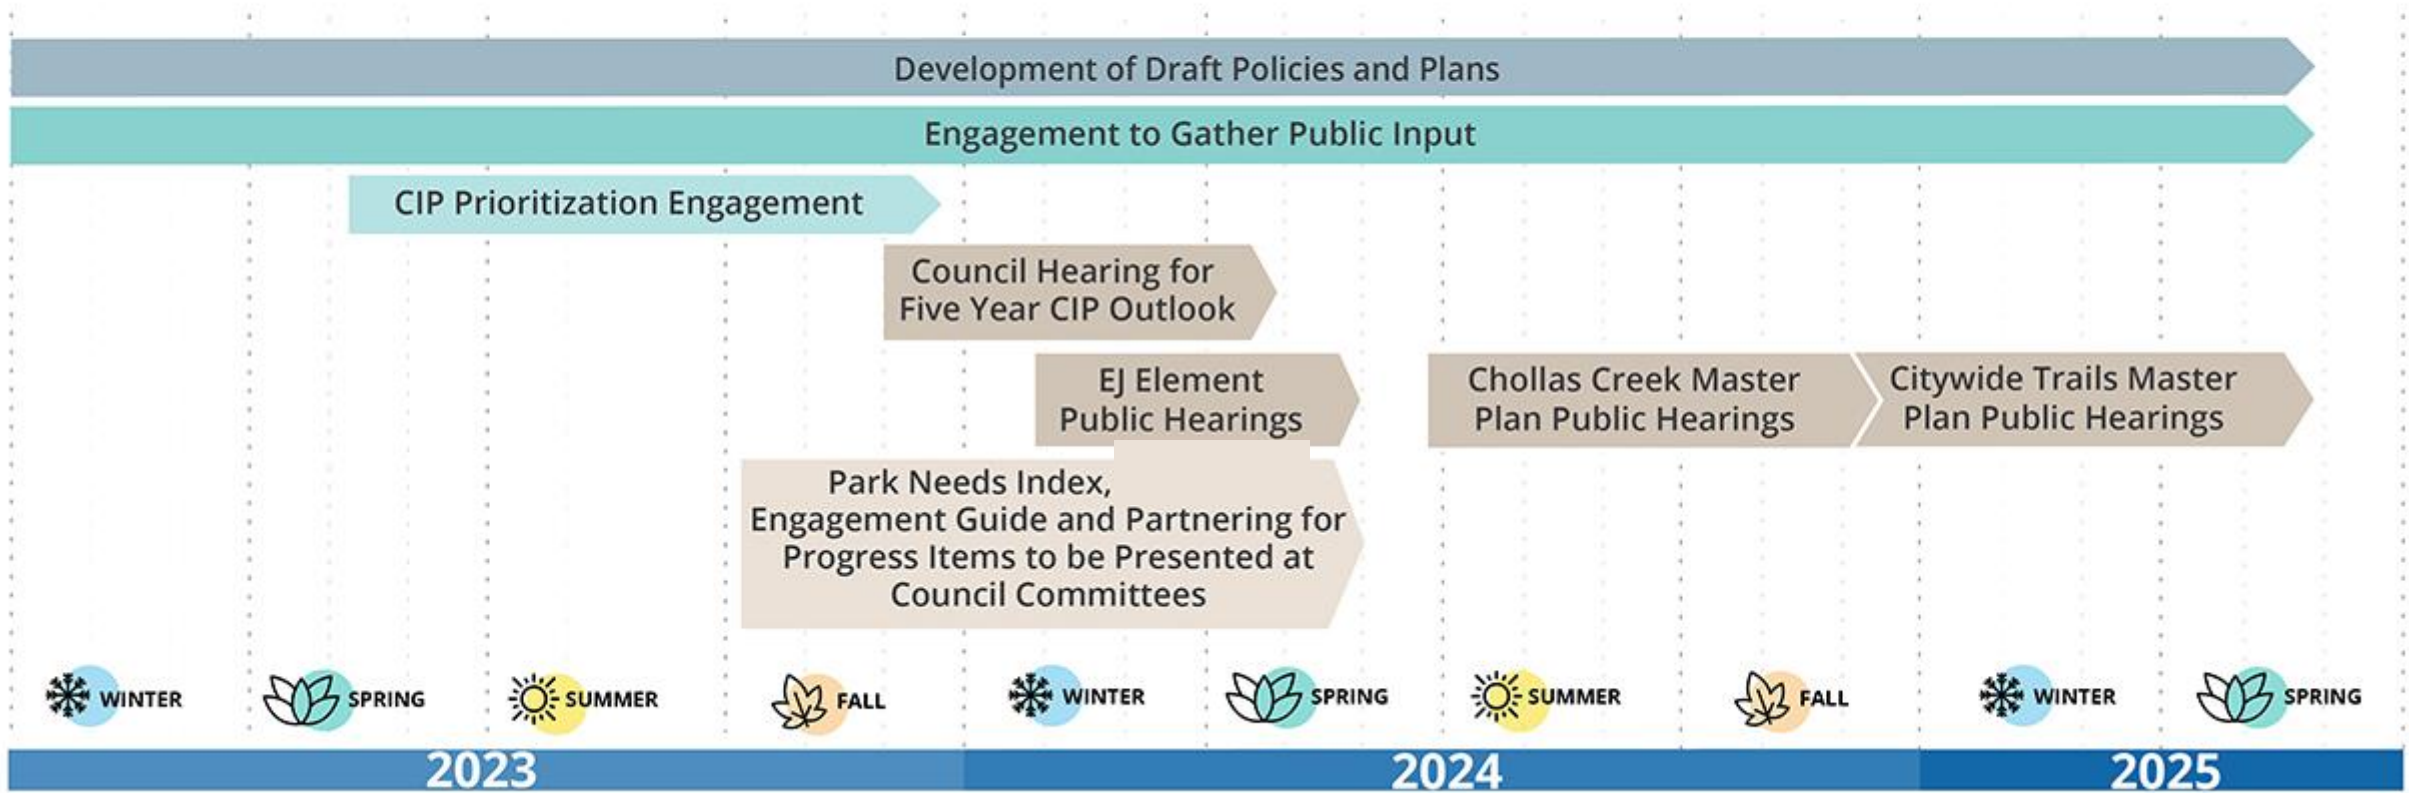 Development of Draft Policies and Plans
Engagement to Gather Public Input
CIP Prioritization Engagement
Council Hearing for
Five Year CIP Outlook
EJ Element
Public Hearings
Chollas Creek Master
Plan Public Hearings
Citywide Trails Master
Plan Public Hearings
Park Needs Index,
Engagement Guide and Partnering for
Progress Items to be Presented at
Council Committees
WINTER
SPRING
SUMMER
FALL
WINTER
SPRING
SUMMER
FALL
WINTER
SPRING
2023
2024
2025